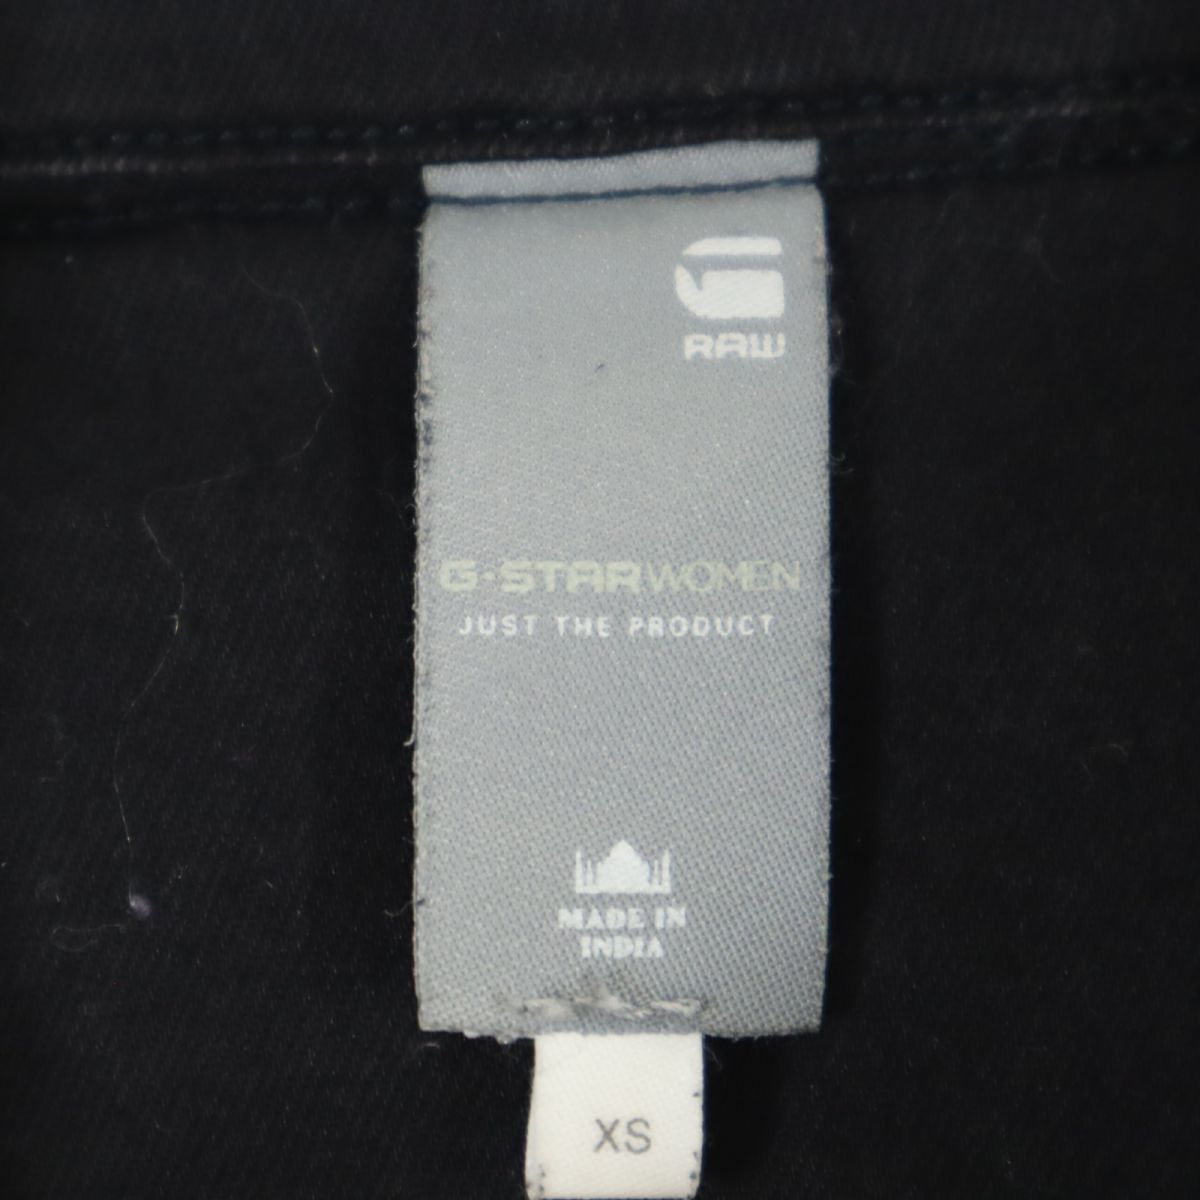 RAW
G-STARWOMEN
JUST THE PRODUCT
MADE IN
INDIA
XS